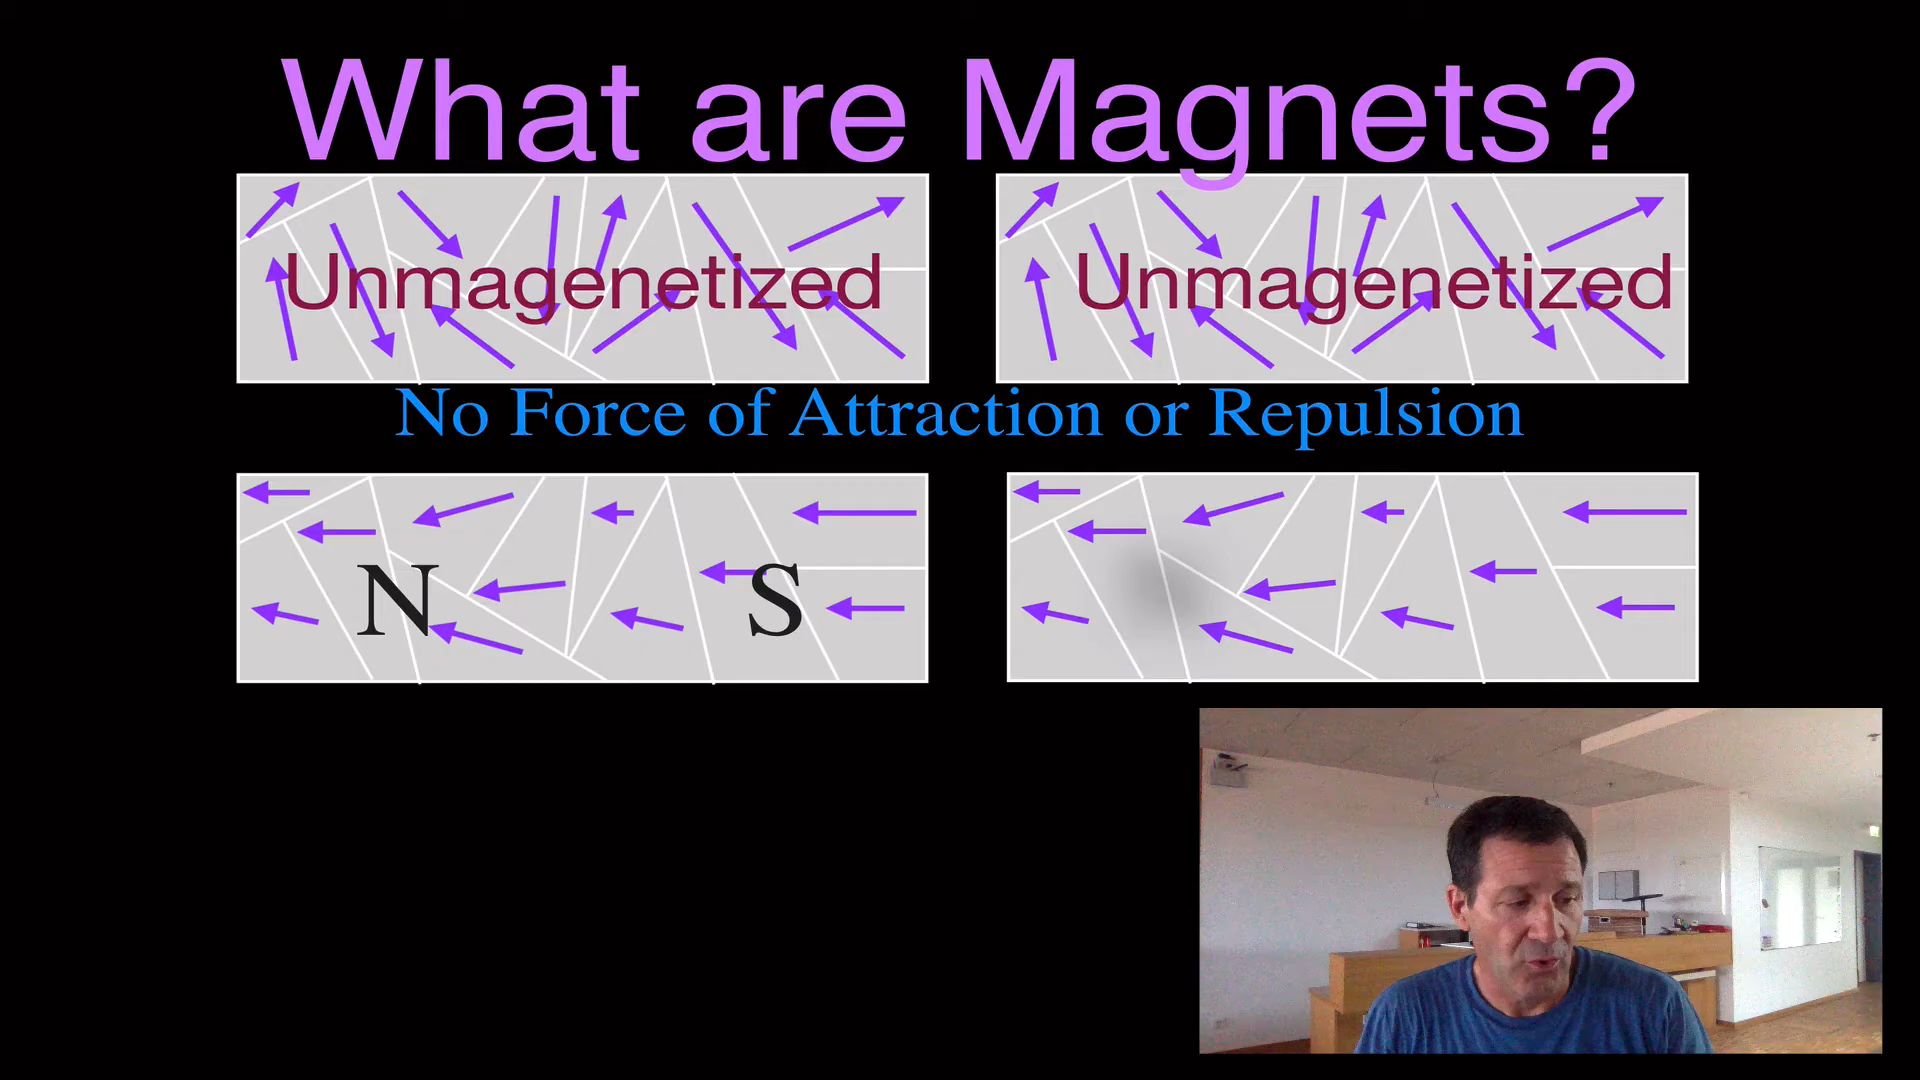 What are Magnets?
Unmagenetized
Unmagenetized
No Force of Attraction or Repulsion
N
S